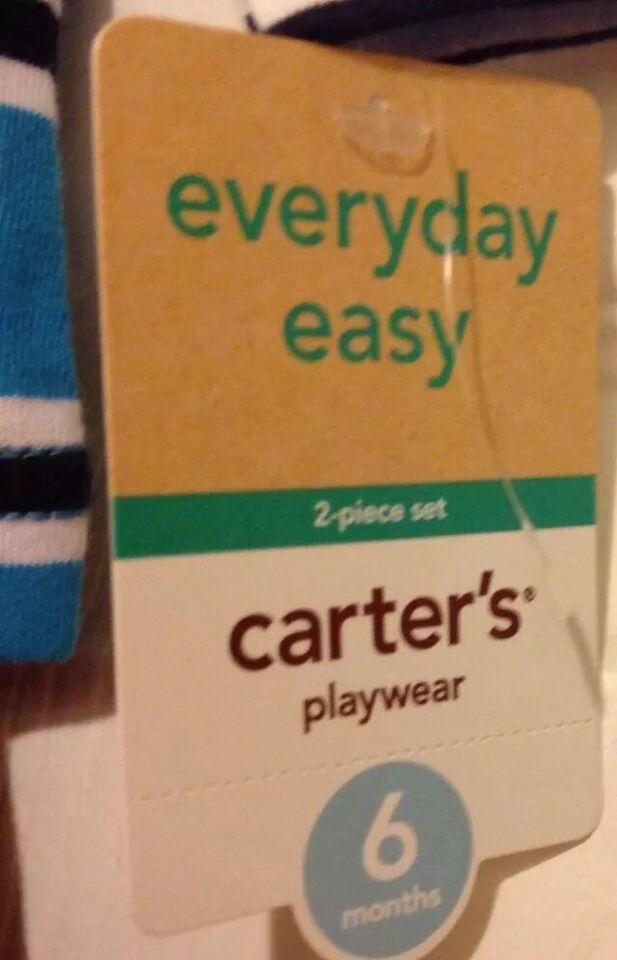 everyday
easy
2-piece set
carter's®
playwear
6
months